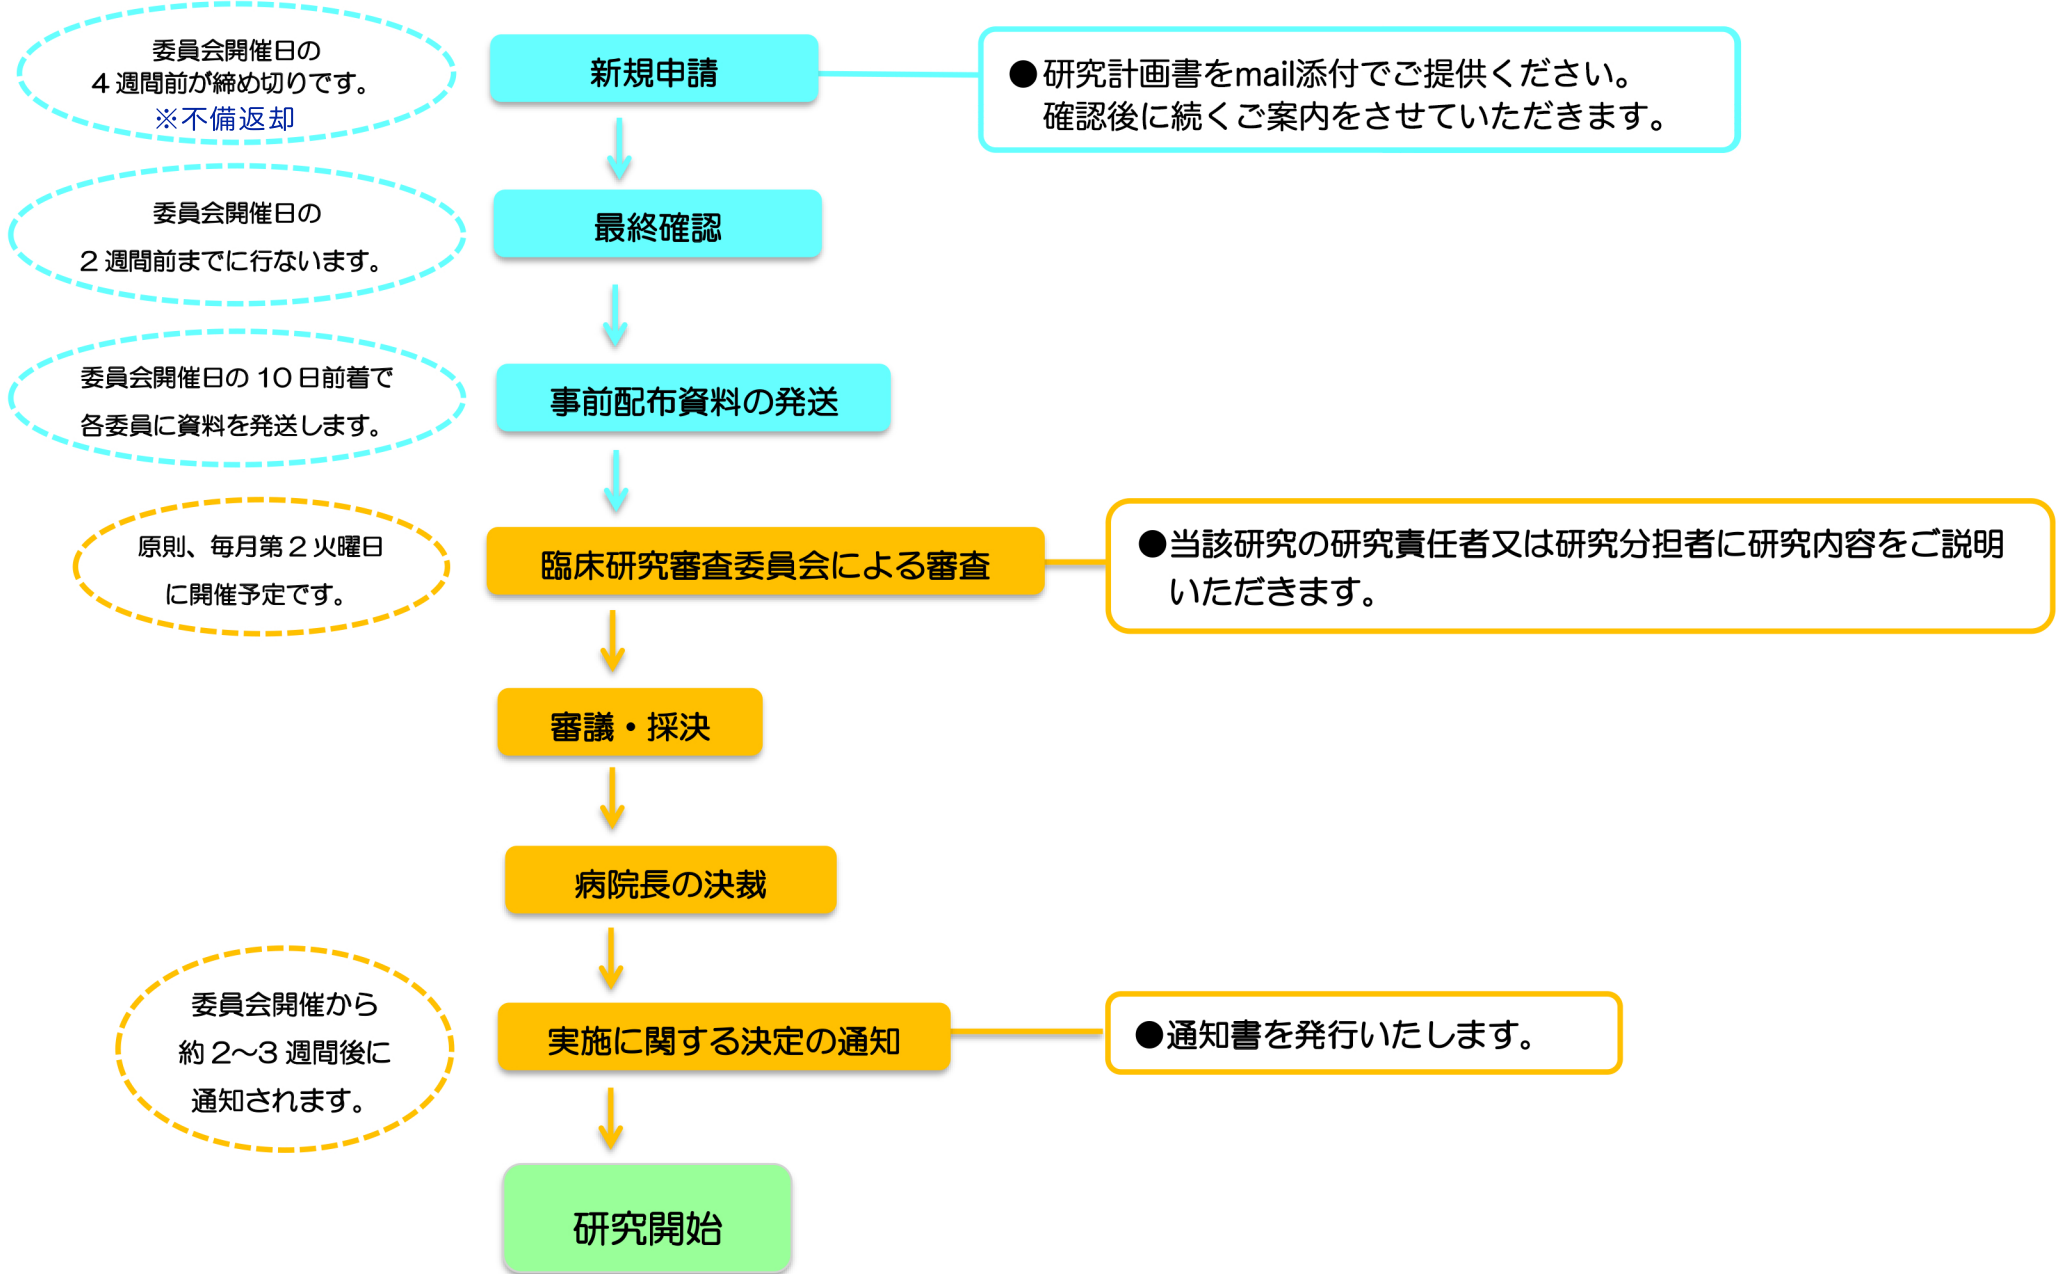 委員会開催日の
4 週間前が締め切りです。
※不備返却
新規申請
●研究計画書をmail添付でご提供ください。
確認後に続くご案内をさせていただきます。
委員会開催日の
2 週間前までに行ないます。
最終確認
委員会開催日の 10 日前着で
各委員に資料を発送します。
事前配布資料の発送
原則、毎月第 2 火曜日
に開催予定です。
臨床研究審査委員会による審査
●当該研究の研究責任者又は研究分担者に研究内容をご説明
いただきます。
審議・採決
病院長の決裁
委員会開催から
約 2～3 週間後に
通知されます。
実施に関する決定の通知
●通知書を発行いたします。
研究開始